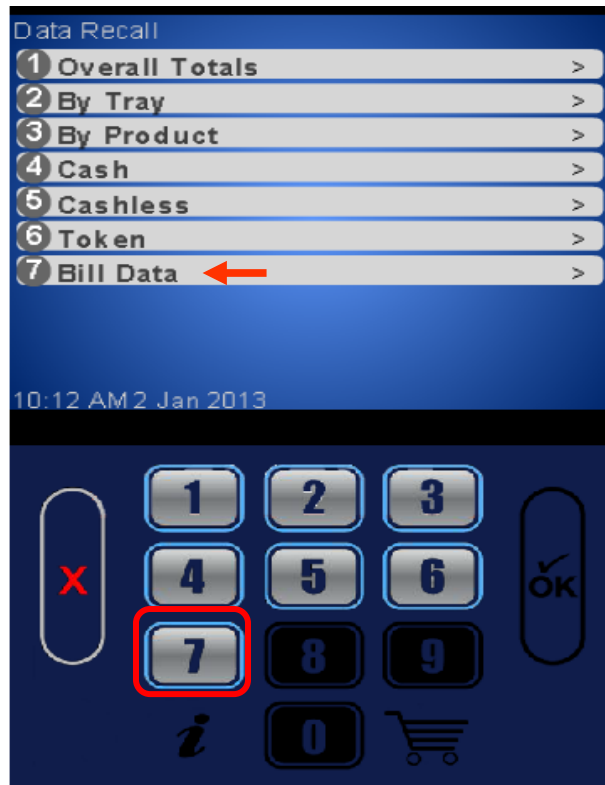 Data Recall
1 Overall Totals >
2 By Tray >
3 By Product >
4 Cash >
5 Cashless >
6 Token >
7 Bill Data >
10:12 AM 2 Jan 2013
1 2 3
X 4 5 6 OK
7 8 9
i 0